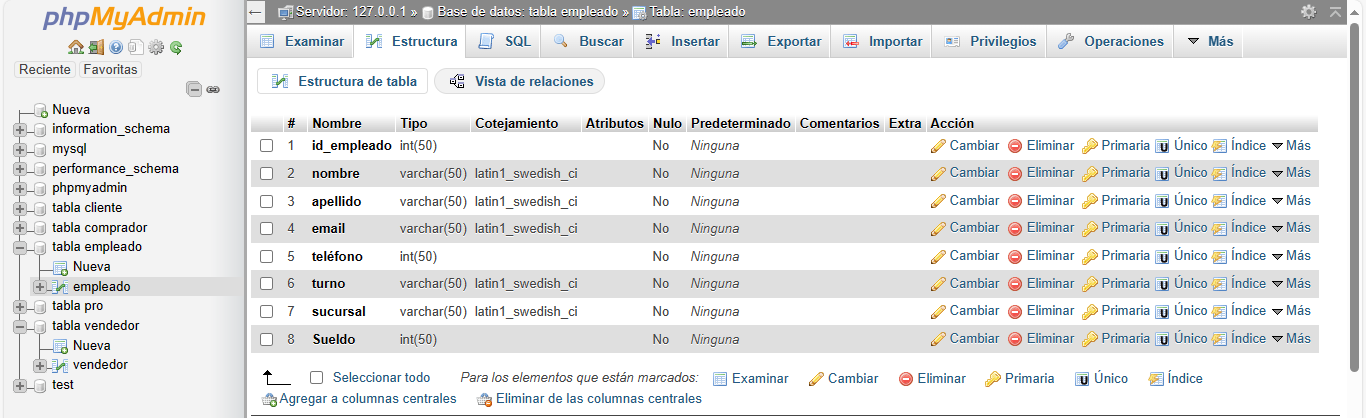 phpMyAdmin
Reciente Favoritas
Nueva
information_schema
mysql
performance_schema
phpmyadmin
tabla cliente
tabla comprador
tabla empleado
Nueva
empleado
tabla pro
tabla vendedor
Nueva
vendedor
test
Servidor: 127.0.0.1 » Base de datos: tabla empleado » Tabla: empleado
Examinar Estructura SQL Buscar Insertar Exportar Importar Privilegios Operaciones Más
Estructura de tabla Vista de relaciones
# Nombre Tipo Cotejamiento Atributos Nulo Predeterminado Comentarios Extra Acción
1 id_empleado int(50) No Ninguna Cambiar Eliminar Primaria Único Índice Más
2 nombre varchar(50) latin1_swedish_ci No Ninguna Cambiar Eliminar Primaria Único Índice Más
3 apellido varchar(50) latin1_swedish_ci No Ninguna Cambiar Eliminar Primaria Único Índice Más
4 email varchar(50) latin1_swedish_ci No Ninguna Cambiar Eliminar Primaria Único Índice Más
5 teléfono int(50) No Ninguna Cambiar Eliminar Primaria Único Índice Más
6 turno varchar(50) latin1_swedish_ci No Ninguna Cambiar Eliminar Primaria Único Índice Más
7 sucursal varchar(50) latin1_swedish_ci No Ninguna Cambiar Eliminar Primaria Único Índice Más
8 Sueldo int(50) No Ninguna Cambiar Eliminar Primaria Único Índice Más
Seleccionar todo Para los elementos que están marcados: Examinar Cambiar Eliminar Primaria Único Índice
Agregar a columnas centrales Eliminar de las columnas centrales